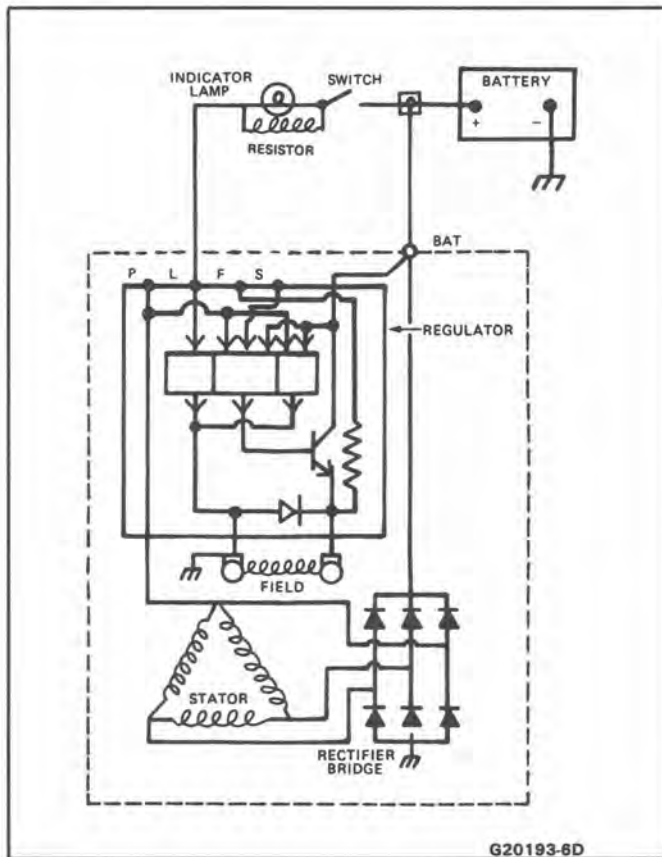 INDICATOR
LAMP
SWITCH
BATTERY
+ −
RESISTOR
BAT
P L F S
REGULATOR
FIELD
STATOR
RECTIFIER
BRIDGE
G20193-6D